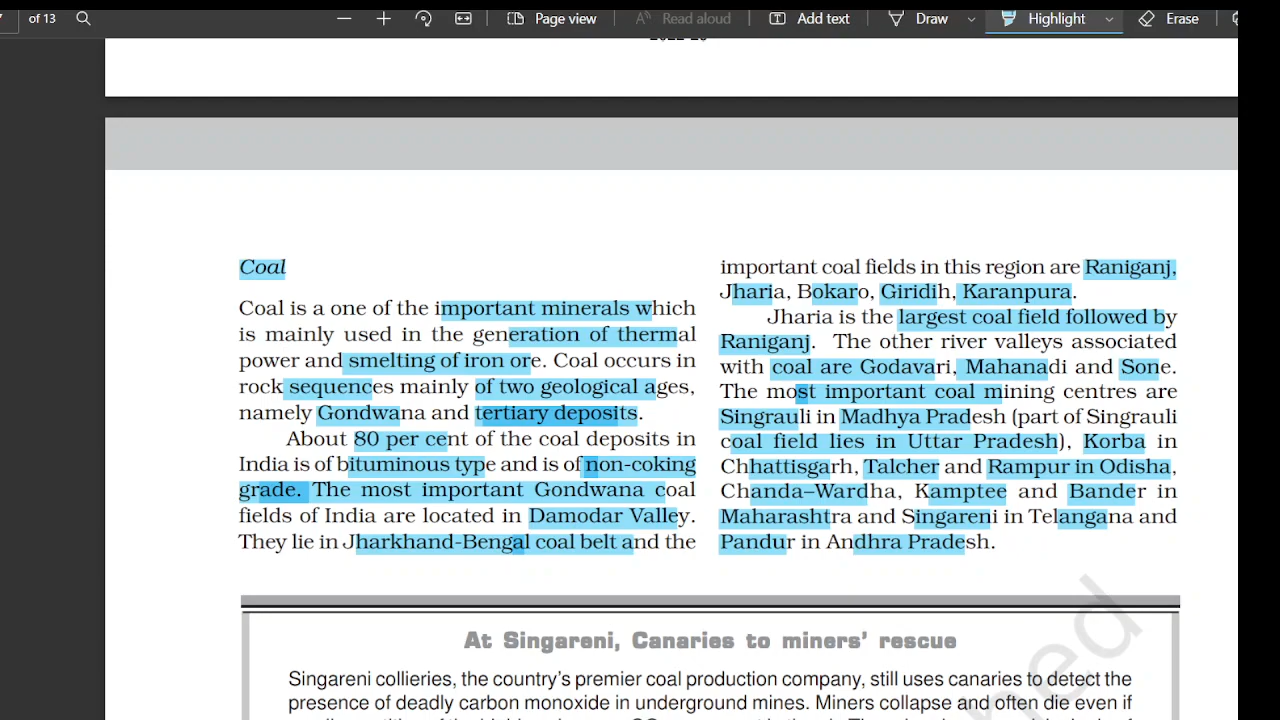 of 13
Page view
Read aloud
Add text
Draw
Highlight
Erase
Coal
Coal is a one of the important minerals which
is mainly used in the generation of thermal
power and smelting of iron ore. Coal occurs in
rock sequences mainly of two geological ages,
namely Gondwana and tertiary deposits.
About 80 per cent of the coal deposits in
India is of bituminous type and is of non-coking
grade. The most important Gondwana coal
fields of India are located in Damodar Valley.
They lie in Jharkhand-Bengal coal belt and the
important coal fields in this region are Raniganj,
Jharia, Bokaro, Giridih, Karanpura.
Jharia is the largest coal field followed by
Raniganj. The other river valleys associated
with coal are Godavari, Mahanadi and Sone.
The most important coal mining centres are
Singrauli in Madhya Pradesh (part of Singrauli
coal field lies in Uttar Pradesh), Korba in
Chhattisgarh, Talcher and Rampur in Odisha,
Chanda–Wardha, Kamptee and Bander in
Maharashtra and Singareni in Telangana and
Pandur in Andhra Pradesh.
At Singareni, Canaries to miners' rescue
Singareni collieries, the country's premier coal production company, still uses canaries to detect the
presence of deadly carbon monoxide in underground mines. Miners collapse and often die even if